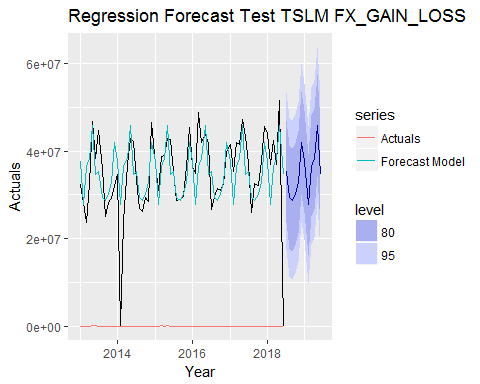 Regression Forecast Test TSLM FX_GAIN_LOSS
6e+07
4e+07
2e+07
0e+00
Actuals
2014
2016
2018
Year
series
Actuals
Forecast Model
level
80
95